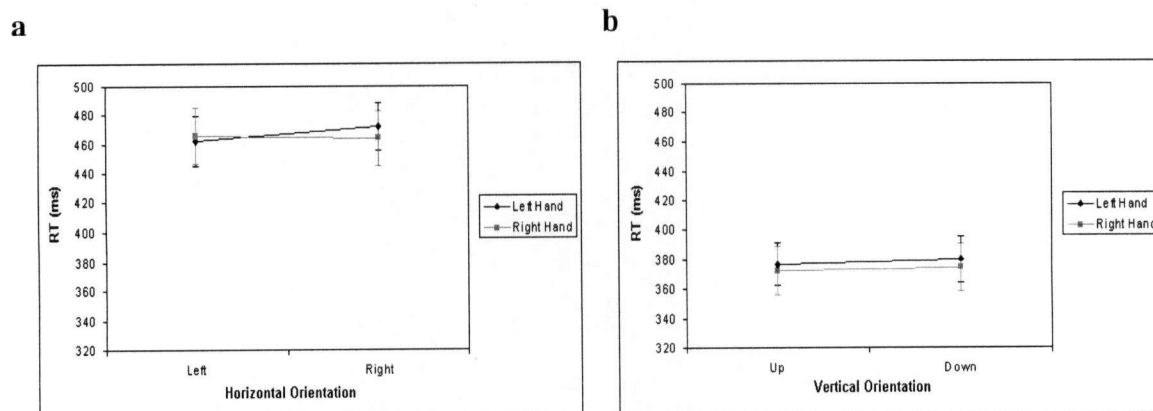 a
500
480
460
440
420
400
380
360
340
320
RT (ms)
Left
Right
Horizontal Orientation
Left Hand
Right Hand
b
500
480
460
440
420
400
380
360
340
320
RT (ms)
Up
Down
Vertical Orientation
Left Hand
Right Hand